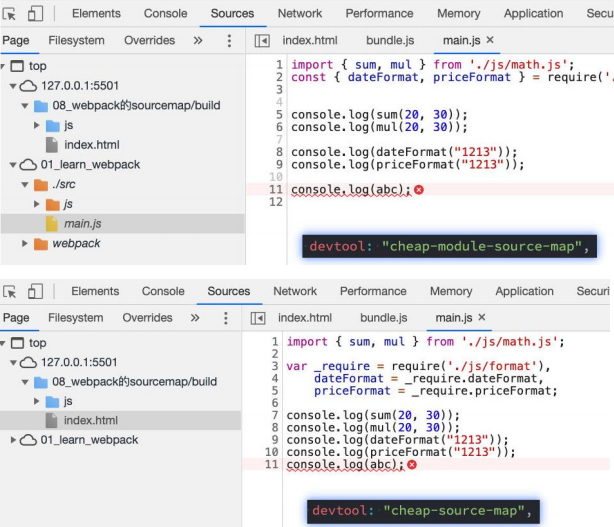 Elements Console Sources Network Performance Memory Application Secu
Page Filesystem Overrides » index.html bundle.js main.js ×
top
127.0.0.1:5501
08_webpack的sourcemap/build
js
index.html
01_learn_webpack
./src
js
main.js
webpack
1 import { sum, mul } from './js/math.js';
2 const { dateFormat, priceFormat } = require('.
3
4
5 console.log(sum(20, 30));
6 console.log(mul(20, 30));
7
8 console.log(dateFormat("1213"));
9 console.log(priceFormat("1213"));
10
11 console.log(abc);
12
devtool: "cheap-module-source-map",
Elements Console Sources Network Performance Memory Application Securi
Page Filesystem Overrides » index.html bundle.js main.js ×
top
127.0.0.1:5501
08_webpack的sourcemap/build
js
index.html
01_learn_webpack
1 import { sum, mul } from './js/math.js';
2
3 var _require = require('./js/format'),
4 dateFormat = _require.dateFormat,
5 priceFormat = _require.priceFormat;
6
7 console.log(sum(20, 30));
8 console.log(mul(20, 30));
9 console.log(dateFormat("1213"));
10 console.log(priceFormat("1213"));
11 console.log(abc);
devtool: "cheap-source-map",